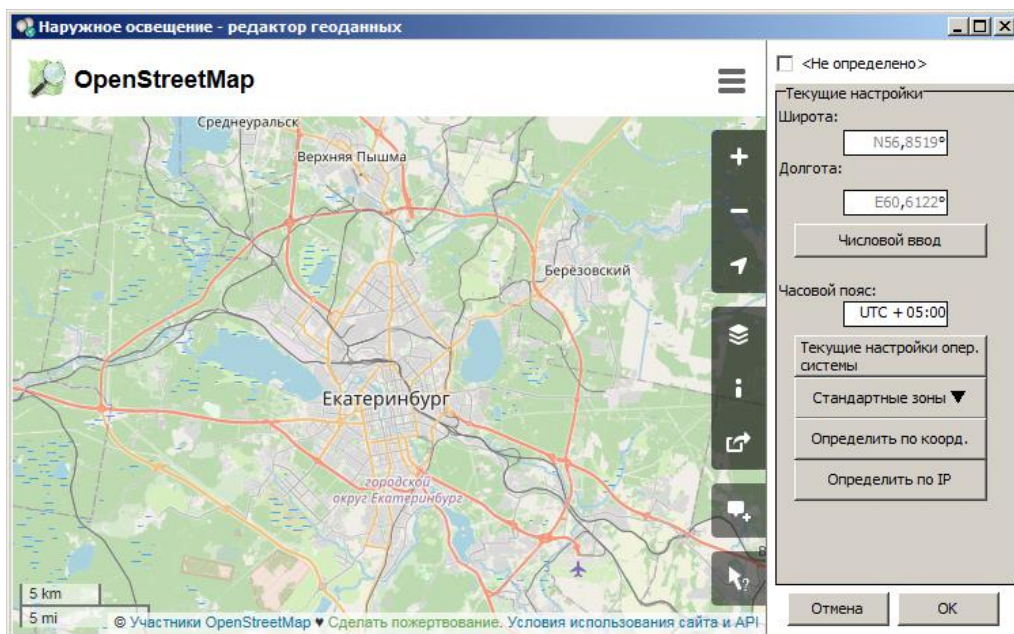 Наружное освещение - редактор геоданных
OpenStreetMap
Среднеуральск
Верхняя Пышма
Берёзовский
Екатеринбург
городской
округ Екатеринбург
5 km
5 mi
© Участники OpenStreetMap ♥ Сделать пожертвование. Условия использования сайта и API
<Не определено>
Текущие настройки
Широта:
N56,8519°
Долгота:
E60,6122°
Числовой ввод
Часовой пояс:
UTC + 05:00
Текущие настройки опер.
системы
Стандартные зоны ▼
Определить по коорд.
Определить по IP
Отмена
OK